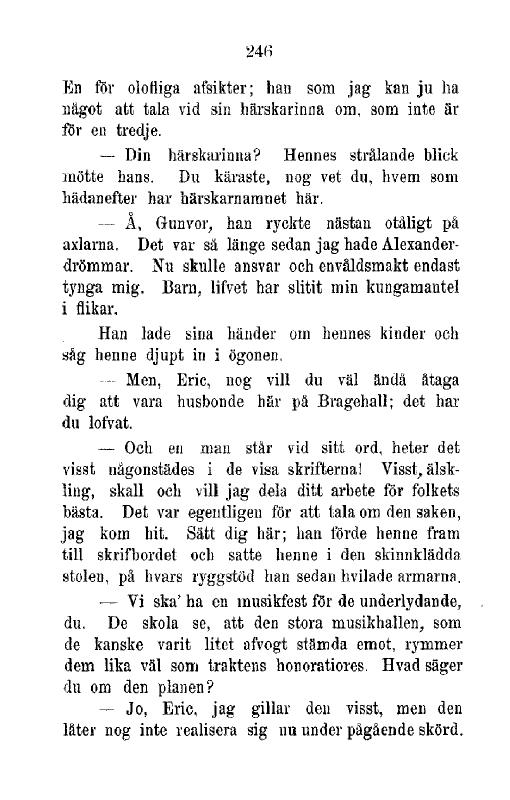 246
En för olofliga afsikter; han som jag kan ju ha
något att tala vid sin härskarinna om, som inte är
för en tredje.
— Din härskarinna? Hennes strålande blick
mötte hans. Du käraste, nog vet du, hvem som
hädanefter har härskarnamnet här.
— Å, Gunvor, han ryckte nästan otåligt på
axlarna. Det var så länge sedan jag hade Alexander-
drömmar. Nu skulle ansvar och enväldsmakt endast
tynga mig. Barn, lifvet har slitit min kungamantel
i flikar.
Han lade sina händer om hennes kinder och
såg henne djupt in i ögonen.
— Men, Eric, nog vill du väl ändå åtaga
dig att vara husbonde här på Bragehall; det har
du lofvat.
— Och en man står vid sitt ord, heter det
visst någonstädes i de visa skrifterna! Visst, älsk-
ling, skall och vill jag dela ditt arbete för folkets
bästa. Det var egentligen för att tala om den saken,
jag kom hit. Sätt dig här; han förde henne fram
till skrifbordet och satte henne i den skinnklädda
stolen, på hvars ryggstöd han sedan hvilade armarna.
— Vi ska' ha en musikfest för de underlydande,
du. De skola se, att den stora musikhallen, som
de kanske varit litet afvogt stämda emot, rymmer
dem lika väl som traktens honoratiores. Hvad säger
du om den planen?
— Jo, Eric, jag gillar den visst, men den
låter nog inte realisera sig nu under pågående skörd.